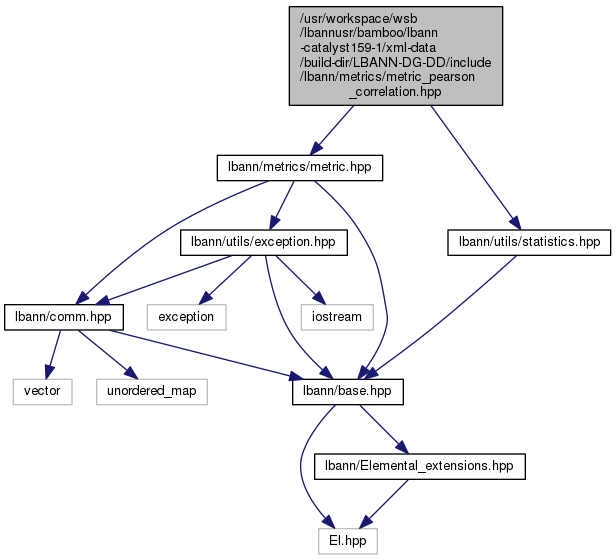 /usr/workspace/wsb
/lbannusr/bamboo/lbann
-catalyst159-1/xml-data
/build-dir/LBANN-DG-DD/include
/lbann/metrics/metric_pearson
_correlation.hpp
lbann/metrics/metric.hpp
lbann/utils/exception.hpp
lbann/utils/statistics.hpp
lbann/comm.hpp
exception
iostream
vector
unordered_map
lbann/base.hpp
lbann/Elemental_extensions.hpp
El.hpp